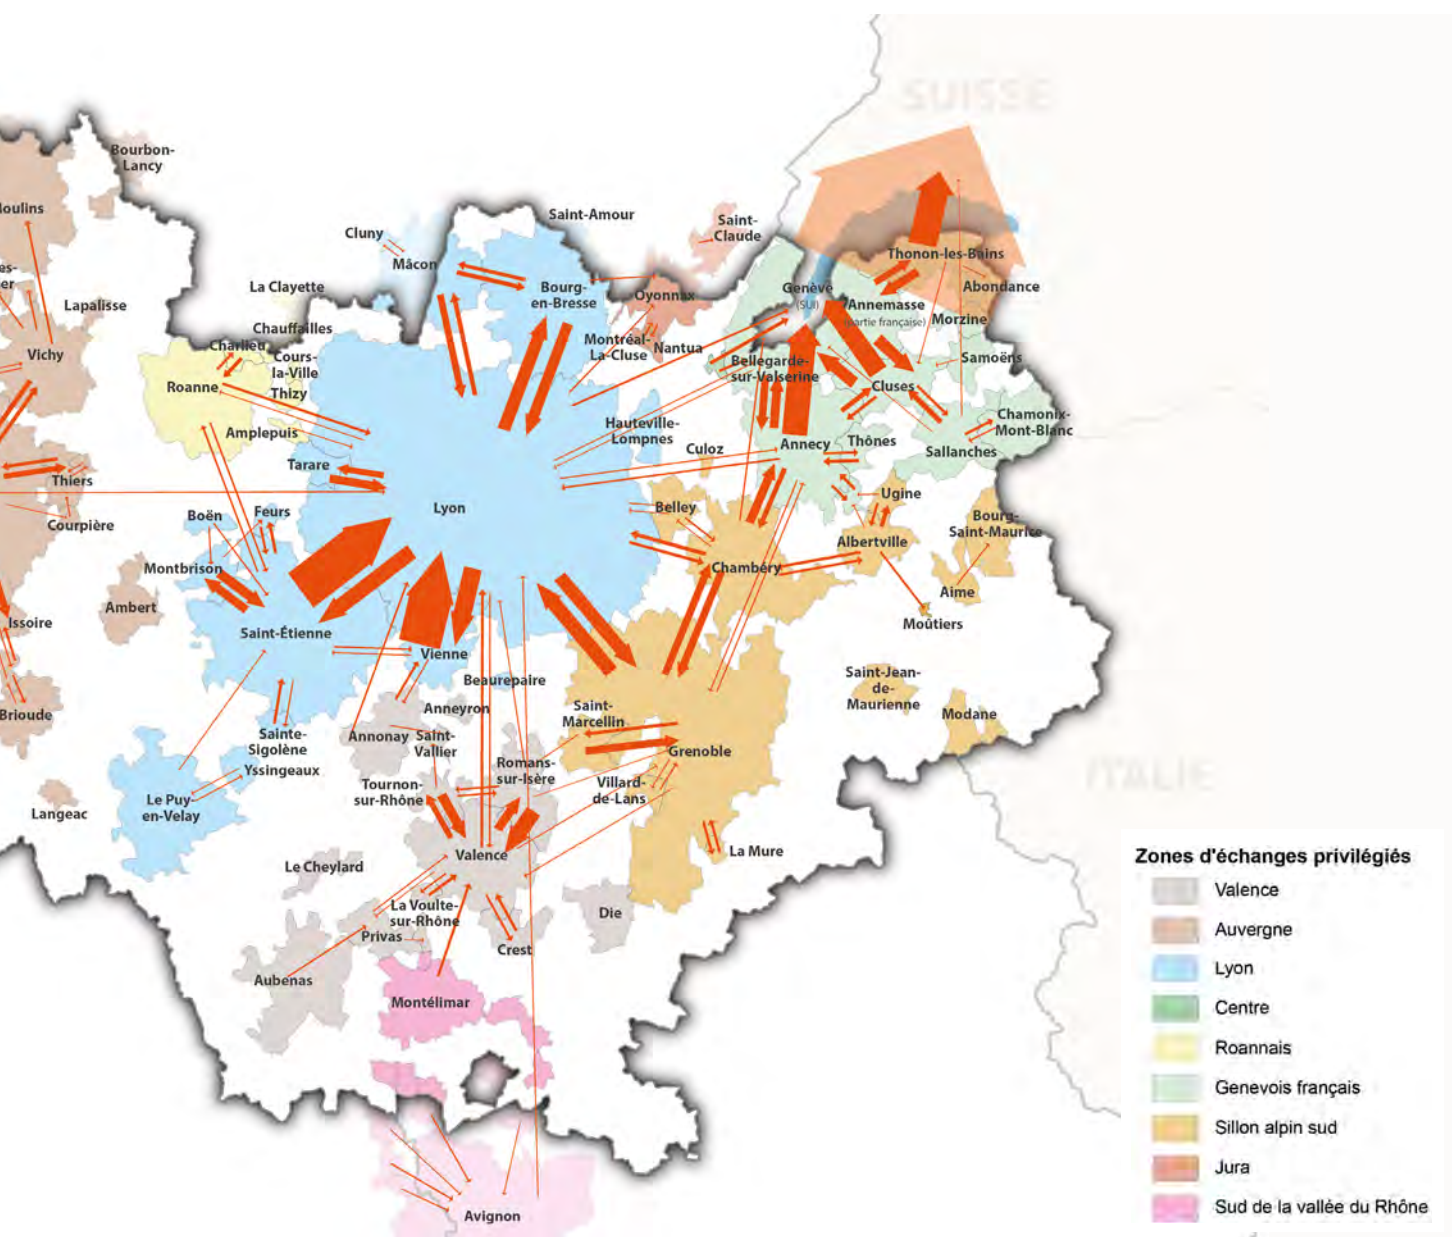 SUISSE
Bourbon-
Lancy
oulins
Saint-Amour
Saint-
Claude
Cluny
Mâcon
Thonon-les-Bains
es-
er
La Clayette
Bourg-
en-Bresse
Oyonnax
Genève
(SUI)
Abondance
Lapalisse
Annemasse
(partie française)
Morzine
Chauffailles
Charlieu
Cours-
la-Ville
Thizy
Montréal-
La-Cluse
Nantua
Vichy
Bellegarde-
sur-Valserine
Samoëns
Roanne
Cluses
Amplepuis
Hauteville-
Lompnes
Chamonix-
Mont-Blanc
Annecy
Thônes
Sallanches
Culoz
Tarare
Thiers
Ugine
Courpière
Boën
Feurs
Lyon
Belley
Bourg-
Saint-Maurice
Albertville
Montbrison
Chambéry
Aime
Ambert
Issoire
Moûtiers
Saint-Étienne
Vienne
Beaurepaire
Saint-Jean-
de-
Maurienne
Modane
Brioude
Anneyron
Saint-
Marcellin
Sainte-
Sigolène
Annonay
Saint-
Vallier
Grenoble
Yssingeaux
Romans-
sur-Isère
ITALIE
Tournon-
sur-Rhône
Villard-
de-Lans
Langeac
Le Puy-
en-Velay
Valence
La Mure
Le Cheylard
La Voulte-
sur-Rhône
Die
Privas
Crest
Aubenas
Montélimar
Avignon
Zones d'échanges privilégiés
Valence
Auvergne
Lyon
Centre
Roannais
Genevois français
Sillon alpin sud
Jura
Sud de la vallée du Rhône